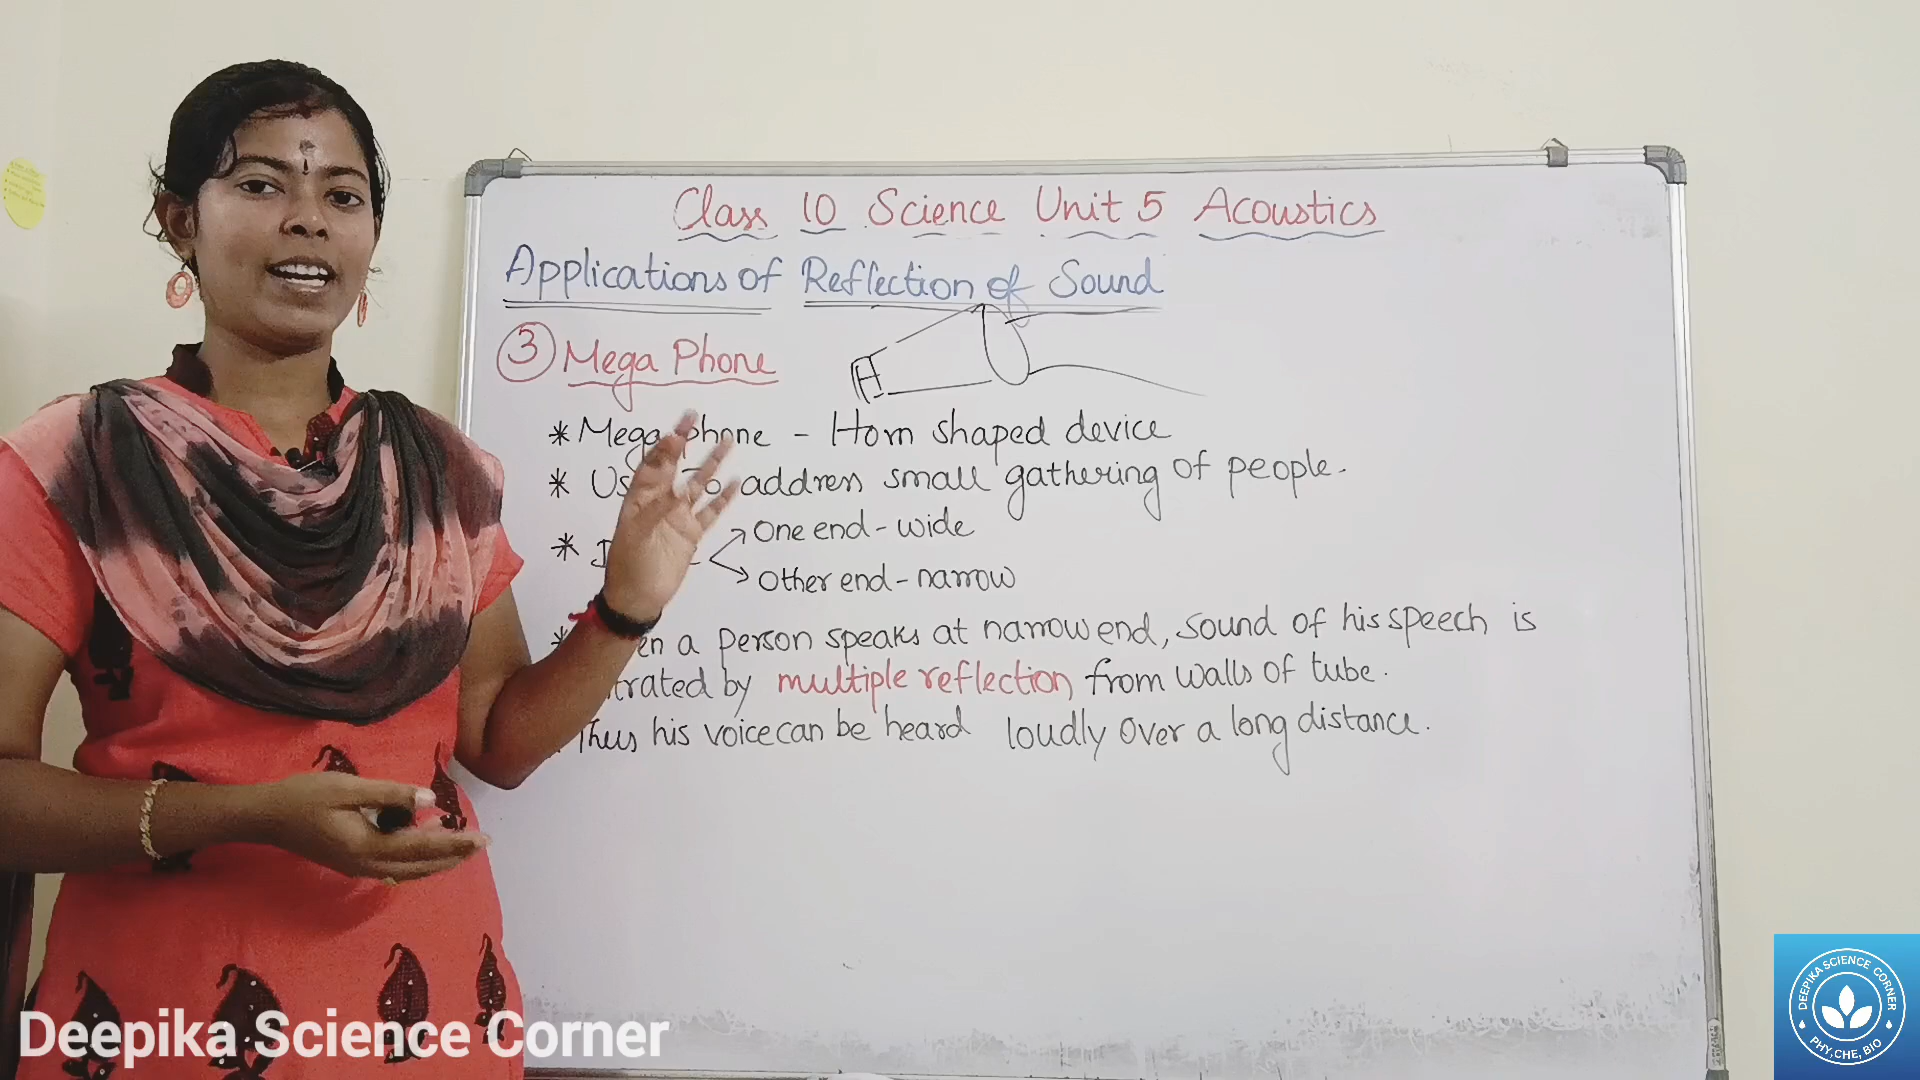 Class 10 Science Unit 5 Acoustics
Applications of Reflection of Sound
3 Mega Phone
* Mega phone - Horn shaped device
* Us To address small gathering of people.
* One end - wide
Other end - narrow
* en a person speaks at narrow end, sound of his speech is
trated by multiple reflection from walls of tube.
Thus his voice can be heard loudly over a long distance.
Deepika Science Corner
DEEPIKA SCIENCE CORNER
PHY, CHE, BIO